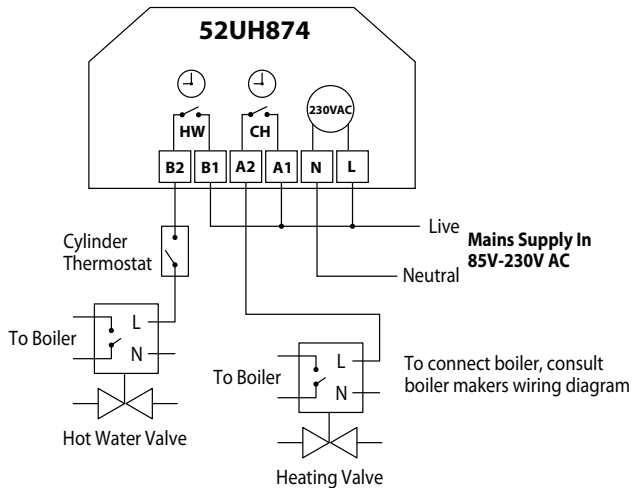 52UH874
230VAC
HW
CH
B2
B1
A2
A1
N
L
Live
Mains Supply In
85V-230V AC
Neutral
Cylinder
Thermostat
L
N
To Boiler
Hot Water Valve
L
N
To Boiler
To connect boiler, consult
boiler makers wiring diagram
Heating Valve